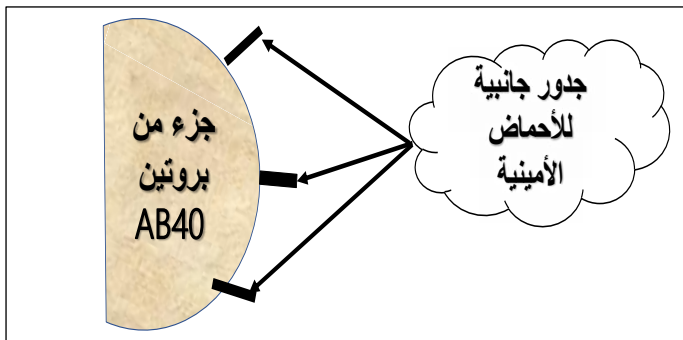 جدور جانبية
للأحماض
الأمينية
جزء من
بروتين
AB40